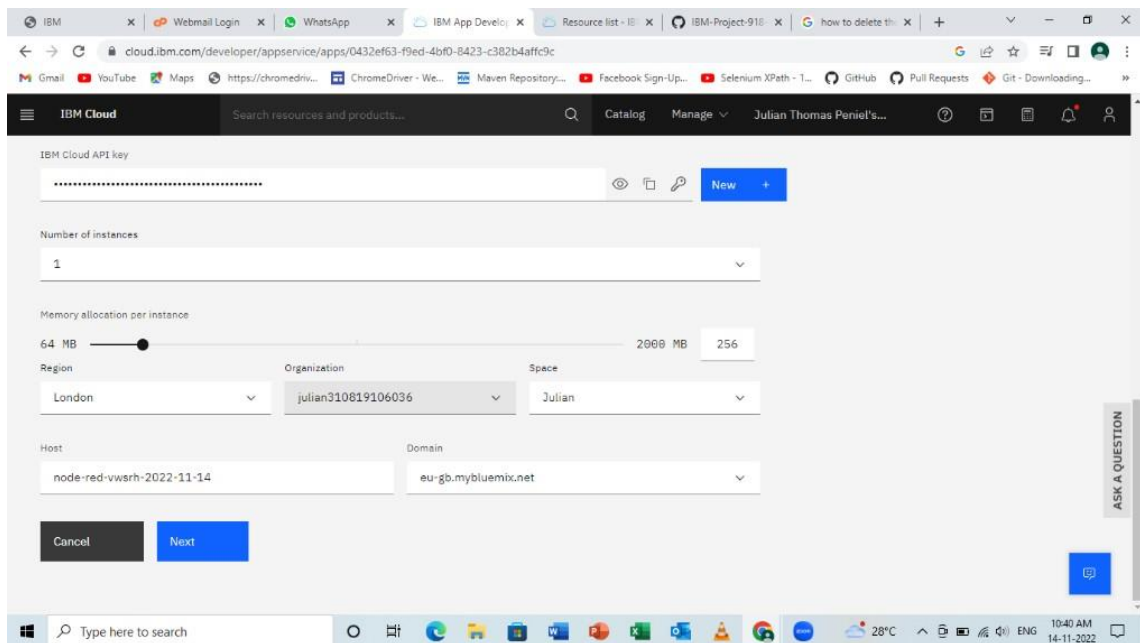 IBM
Webmail Login
WhatsApp
IBM App Develop
Resource list - IB
IBM-Project-918
how to delete th
cloud.ibm.com/developer/appservice/apps/0432ef63-f9ed-4bf0-8423-c382b4affc9c
Gmail YouTube Maps https://chromedriv... ChromeDriver - We... Maven Repository:... Facebook Sign-Up... Selenium XPath - 1... GitHub Pull Requests Git - Downloading... »
IBM Cloud Search resources and products... Catalog Manage Julian Thomas Peniel's...
IBM Cloud API key
New +
Number of instances
1
Memory allocation per instance
64 MB 2000 MB 256
Region Organization Space
London julian310819106036 Julian
Host Domain
node-red-vwsrh-2022-11-14 eu-gb.mybluemix.net
ASK A QUESTION
Cancel Next
Type here to search 28°C ENG 10:40 AM
14-11-2022